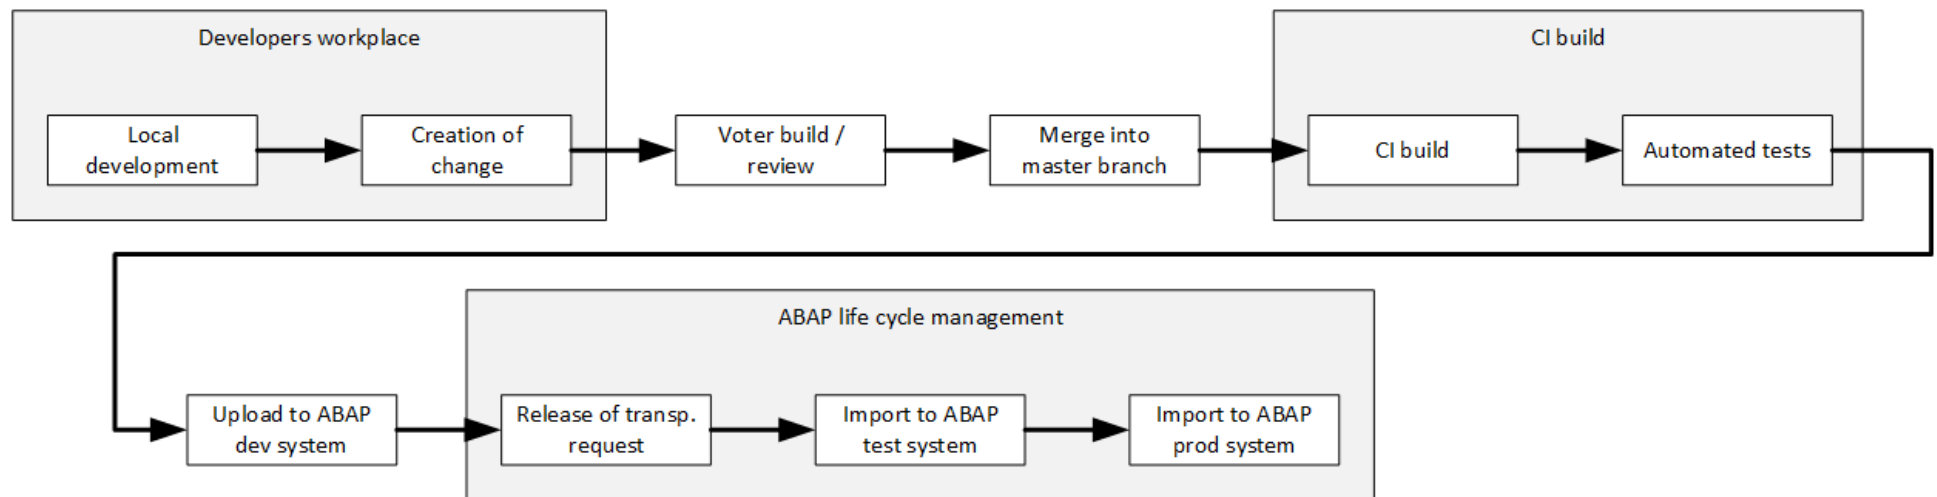 Developers workplace
CI build
Local
development
Creation of
change
Voter build /
review
Merge into
master branch
CI build
Automated tests
ABAP life cycle management
Upload to ABAP
dev system
Release of transp.
request
Import to ABAP
test system
Import to ABAP
prod system